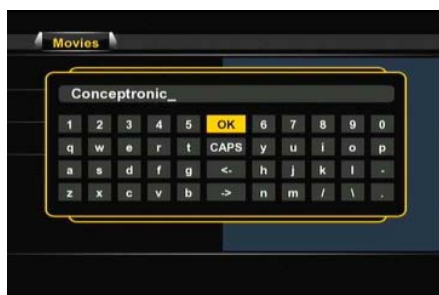 Movies
Conceptronic_
1 2 3 4 5 OK 6 7 8 9 0
q w e r t CAPS y u i o p
a s d f g <- h j k l -
z x c v b -> n m / \ .